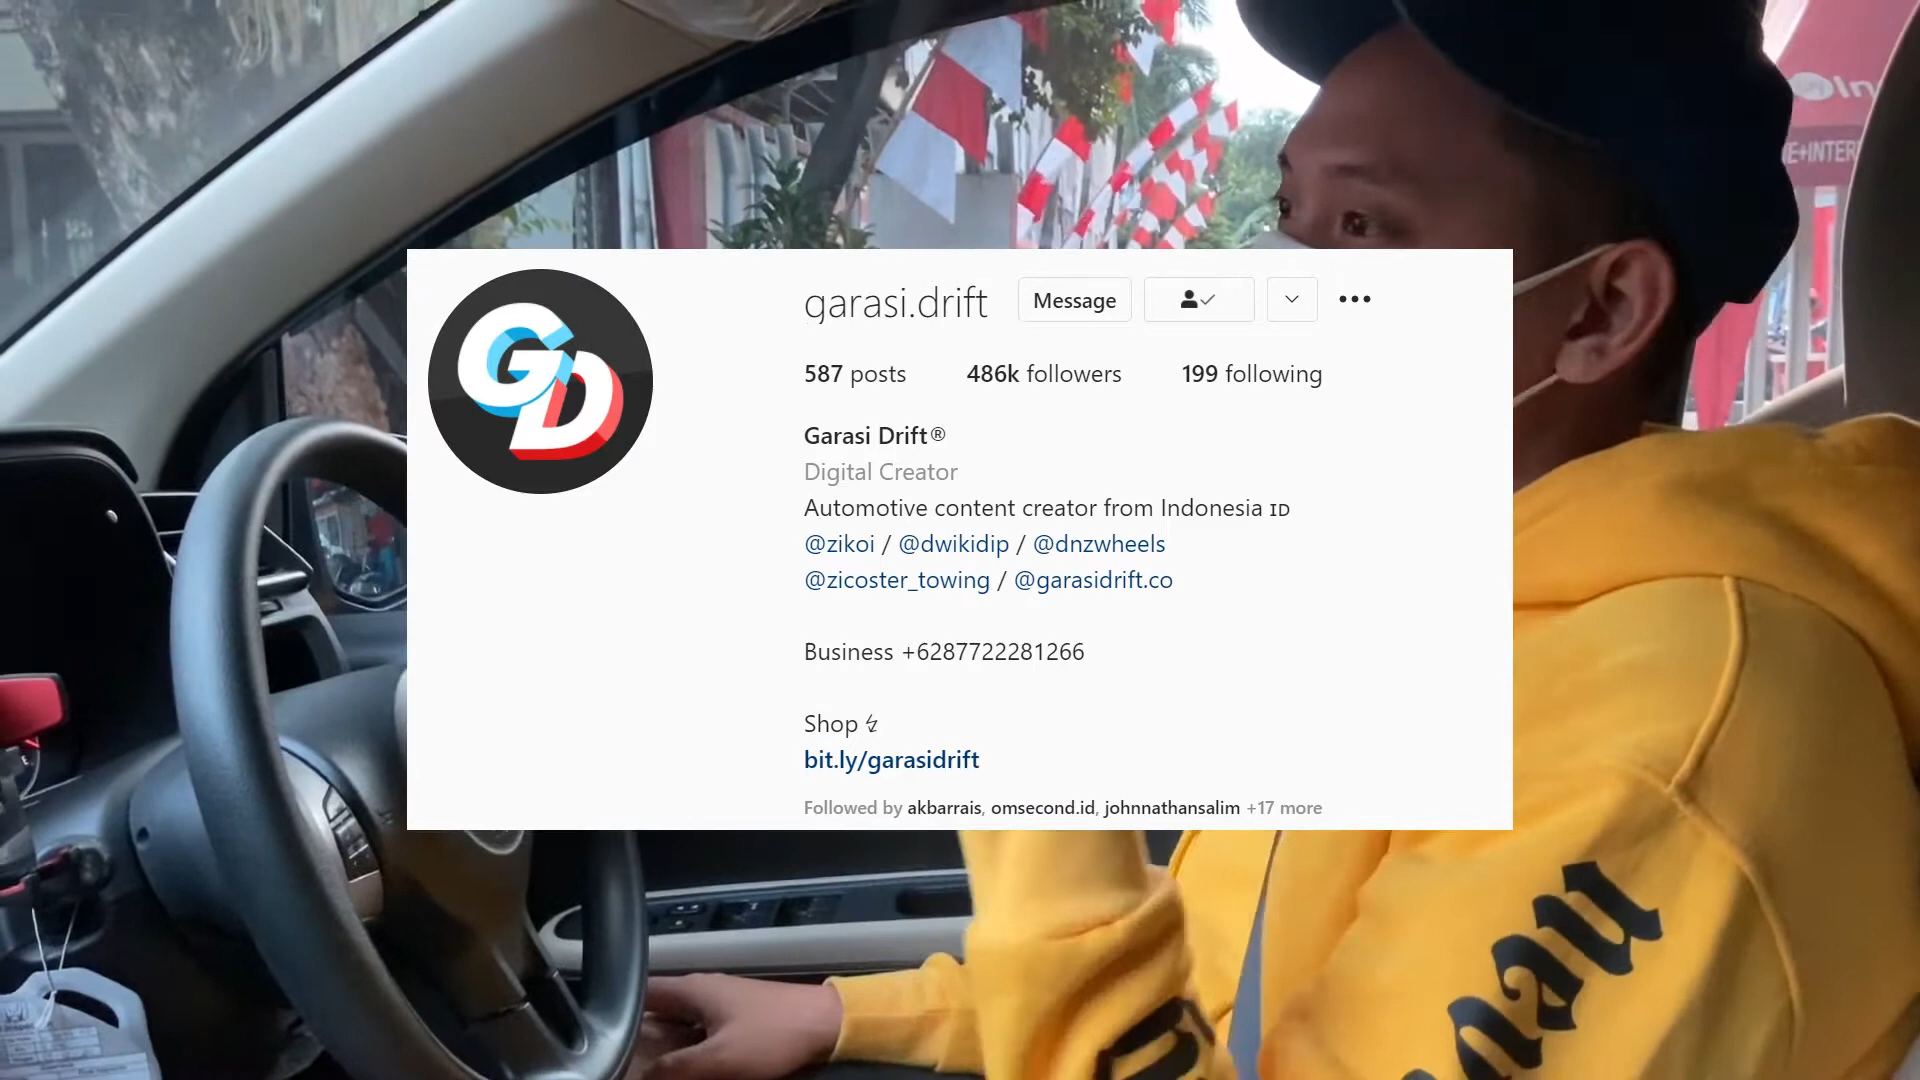 E+INTER
garasi.drift Message
587 posts 486k followers 199 following
GD
Garasi Drift®
Digital Creator
Automotive content creator from Indonesia ID
@zikoi / @dwikidip / @dnzwheels
@zicoster_towing / @garasidrift.co
Business +6287722281266
Shop
bit.ly/garasidrift
Followed by akbarrais, omsecond.id, johnnathansalim +17 more